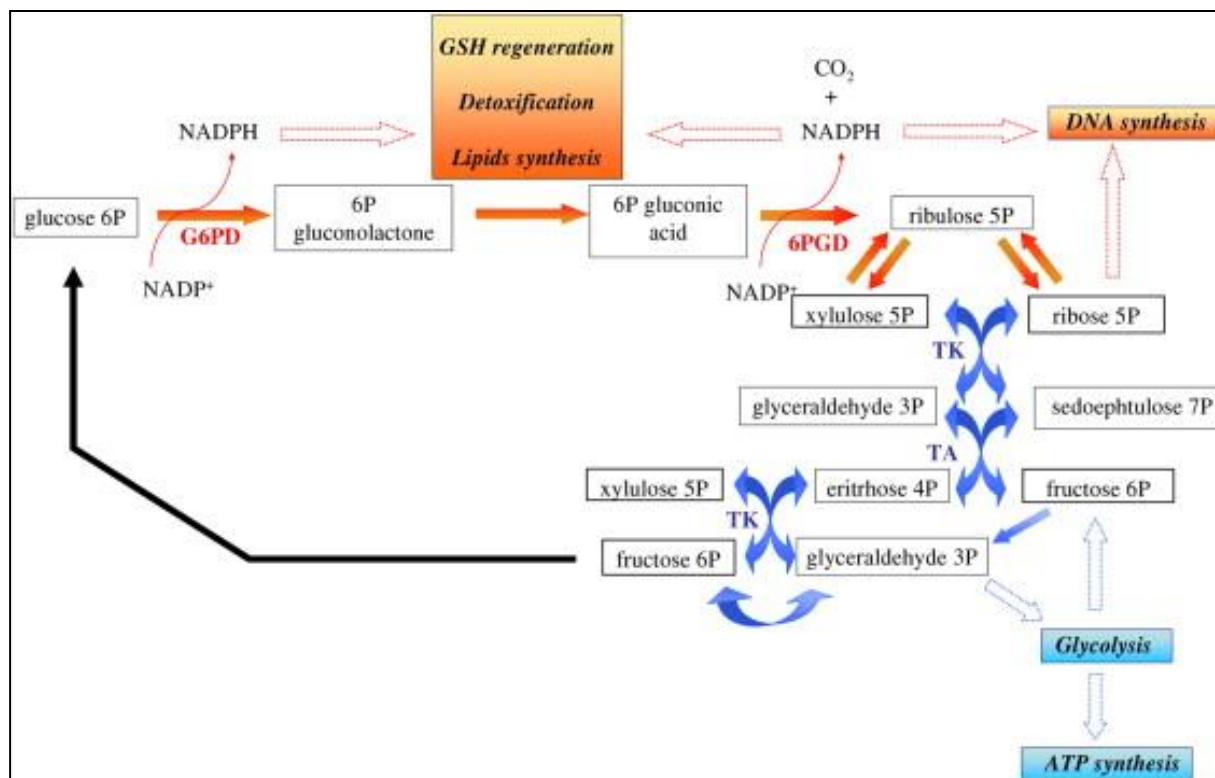 GSH regeneration
Detoxification
Lipids synthesis
CO₂
+
NADPH
NADPH
DNA synthesis
glucose 6P
G6PD
6P
gluconolactone
6P gluconic
acid
6PGD
ribulose 5P
NADP⁺
NADP⁺
xylulose 5P
ribose 5P
TK
glyceraldehyde 3P
sedoephtulose 7P
TA
xylulose 5P
eritrhose 4P
fructose 6P
TK
fructose 6P
glyceraldehyde 3P
Glycolysis
ATP synthesis